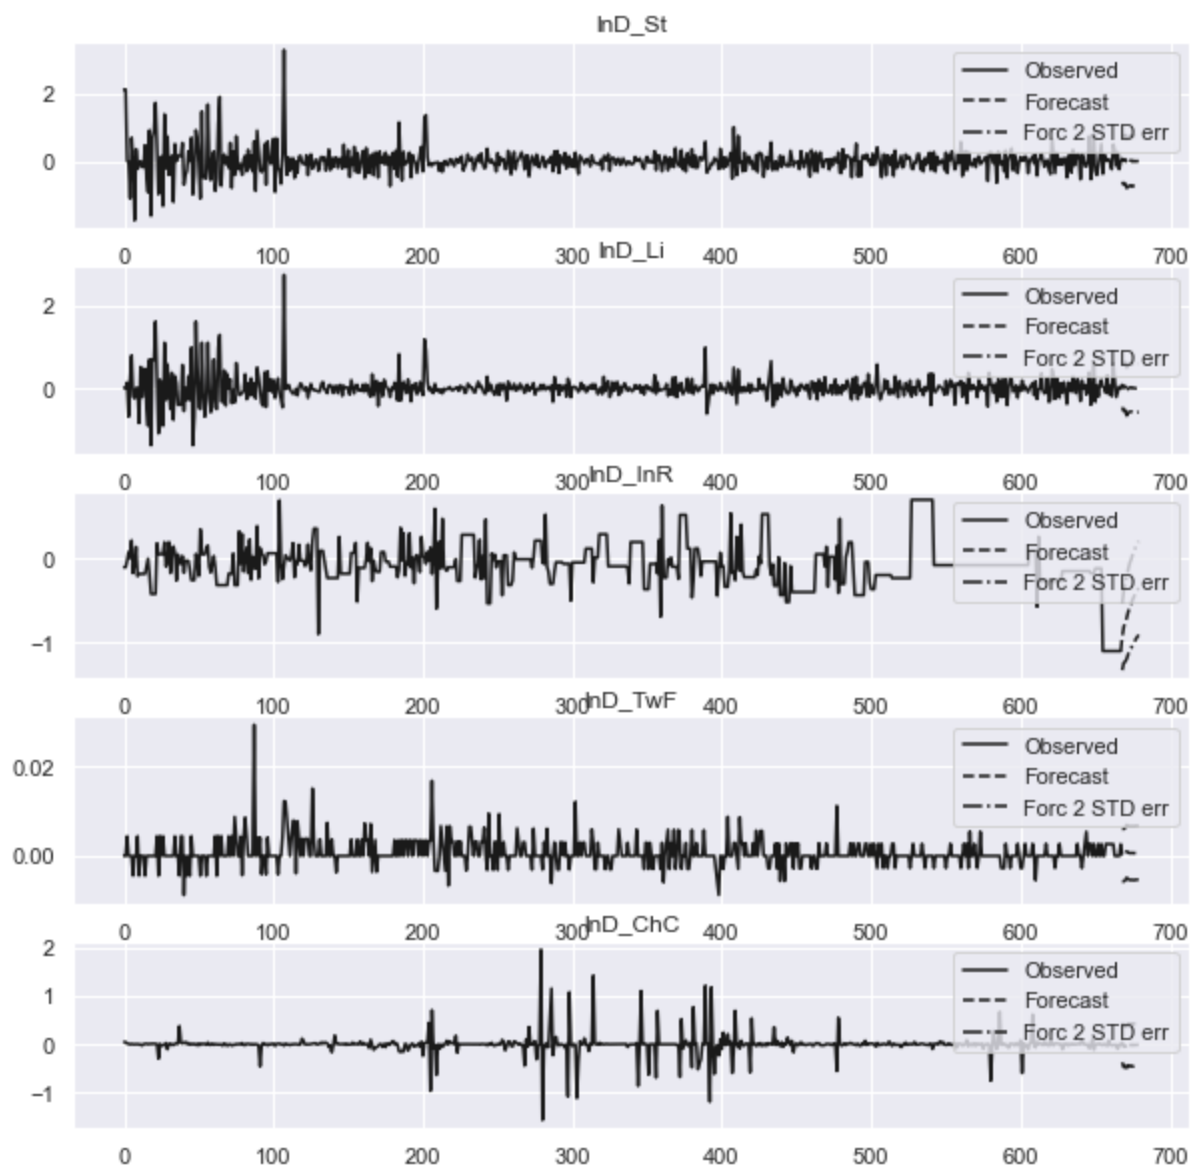 lnD_St
2
0
Observed
Forecast
Forc 2 STD err
0 100 200 300 400 500 600 700
lnD_Li
2
0
Observed
Forecast
Forc 2 STD err
0 100 200 300 400 500 600 700
lnD_InR
0
−1
Observed
Forecast
Forc 2 STD err
0 100 200 300 400 500 600 700
lnD_TwF
0.02
0.00
Observed
Forecast
Forc 2 STD err
0 100 200 300 400 500 600 700
lnD_ChC
2
1
0
−1
Observed
Forecast
Forc 2 STD err
0 100 200 300 400 500 600 700